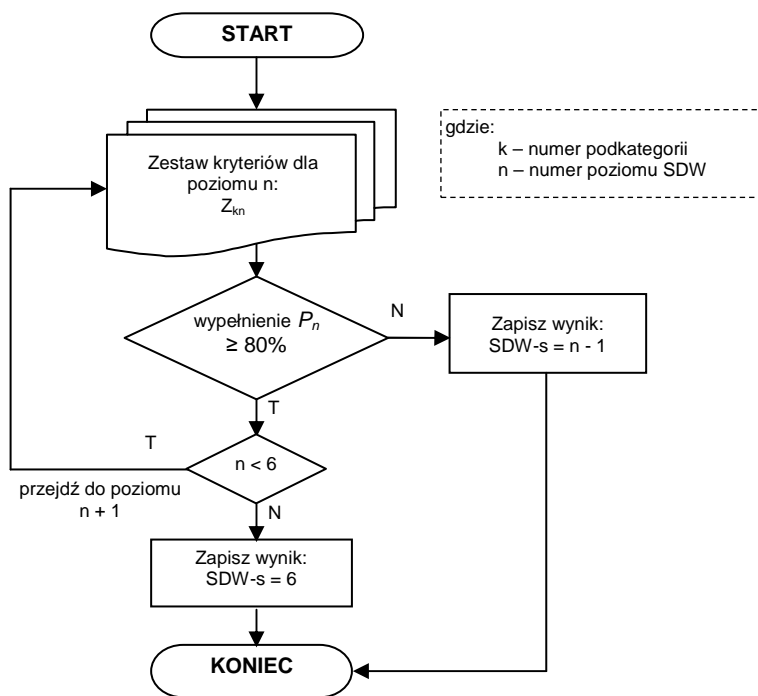 START
Zestaw kryteriów dla
poziomu n:
Zkn
gdzie:
k – numer podkategorii
n – numer poziomu SDW
wypełnienie Pn
≥ 80%
N
Zapisz wynik:
SDW-s = n - 1
T
T
n < 6
przejdź do poziomu
n + 1
N
Zapisz wynik:
SDW-s = 6
KONIEC